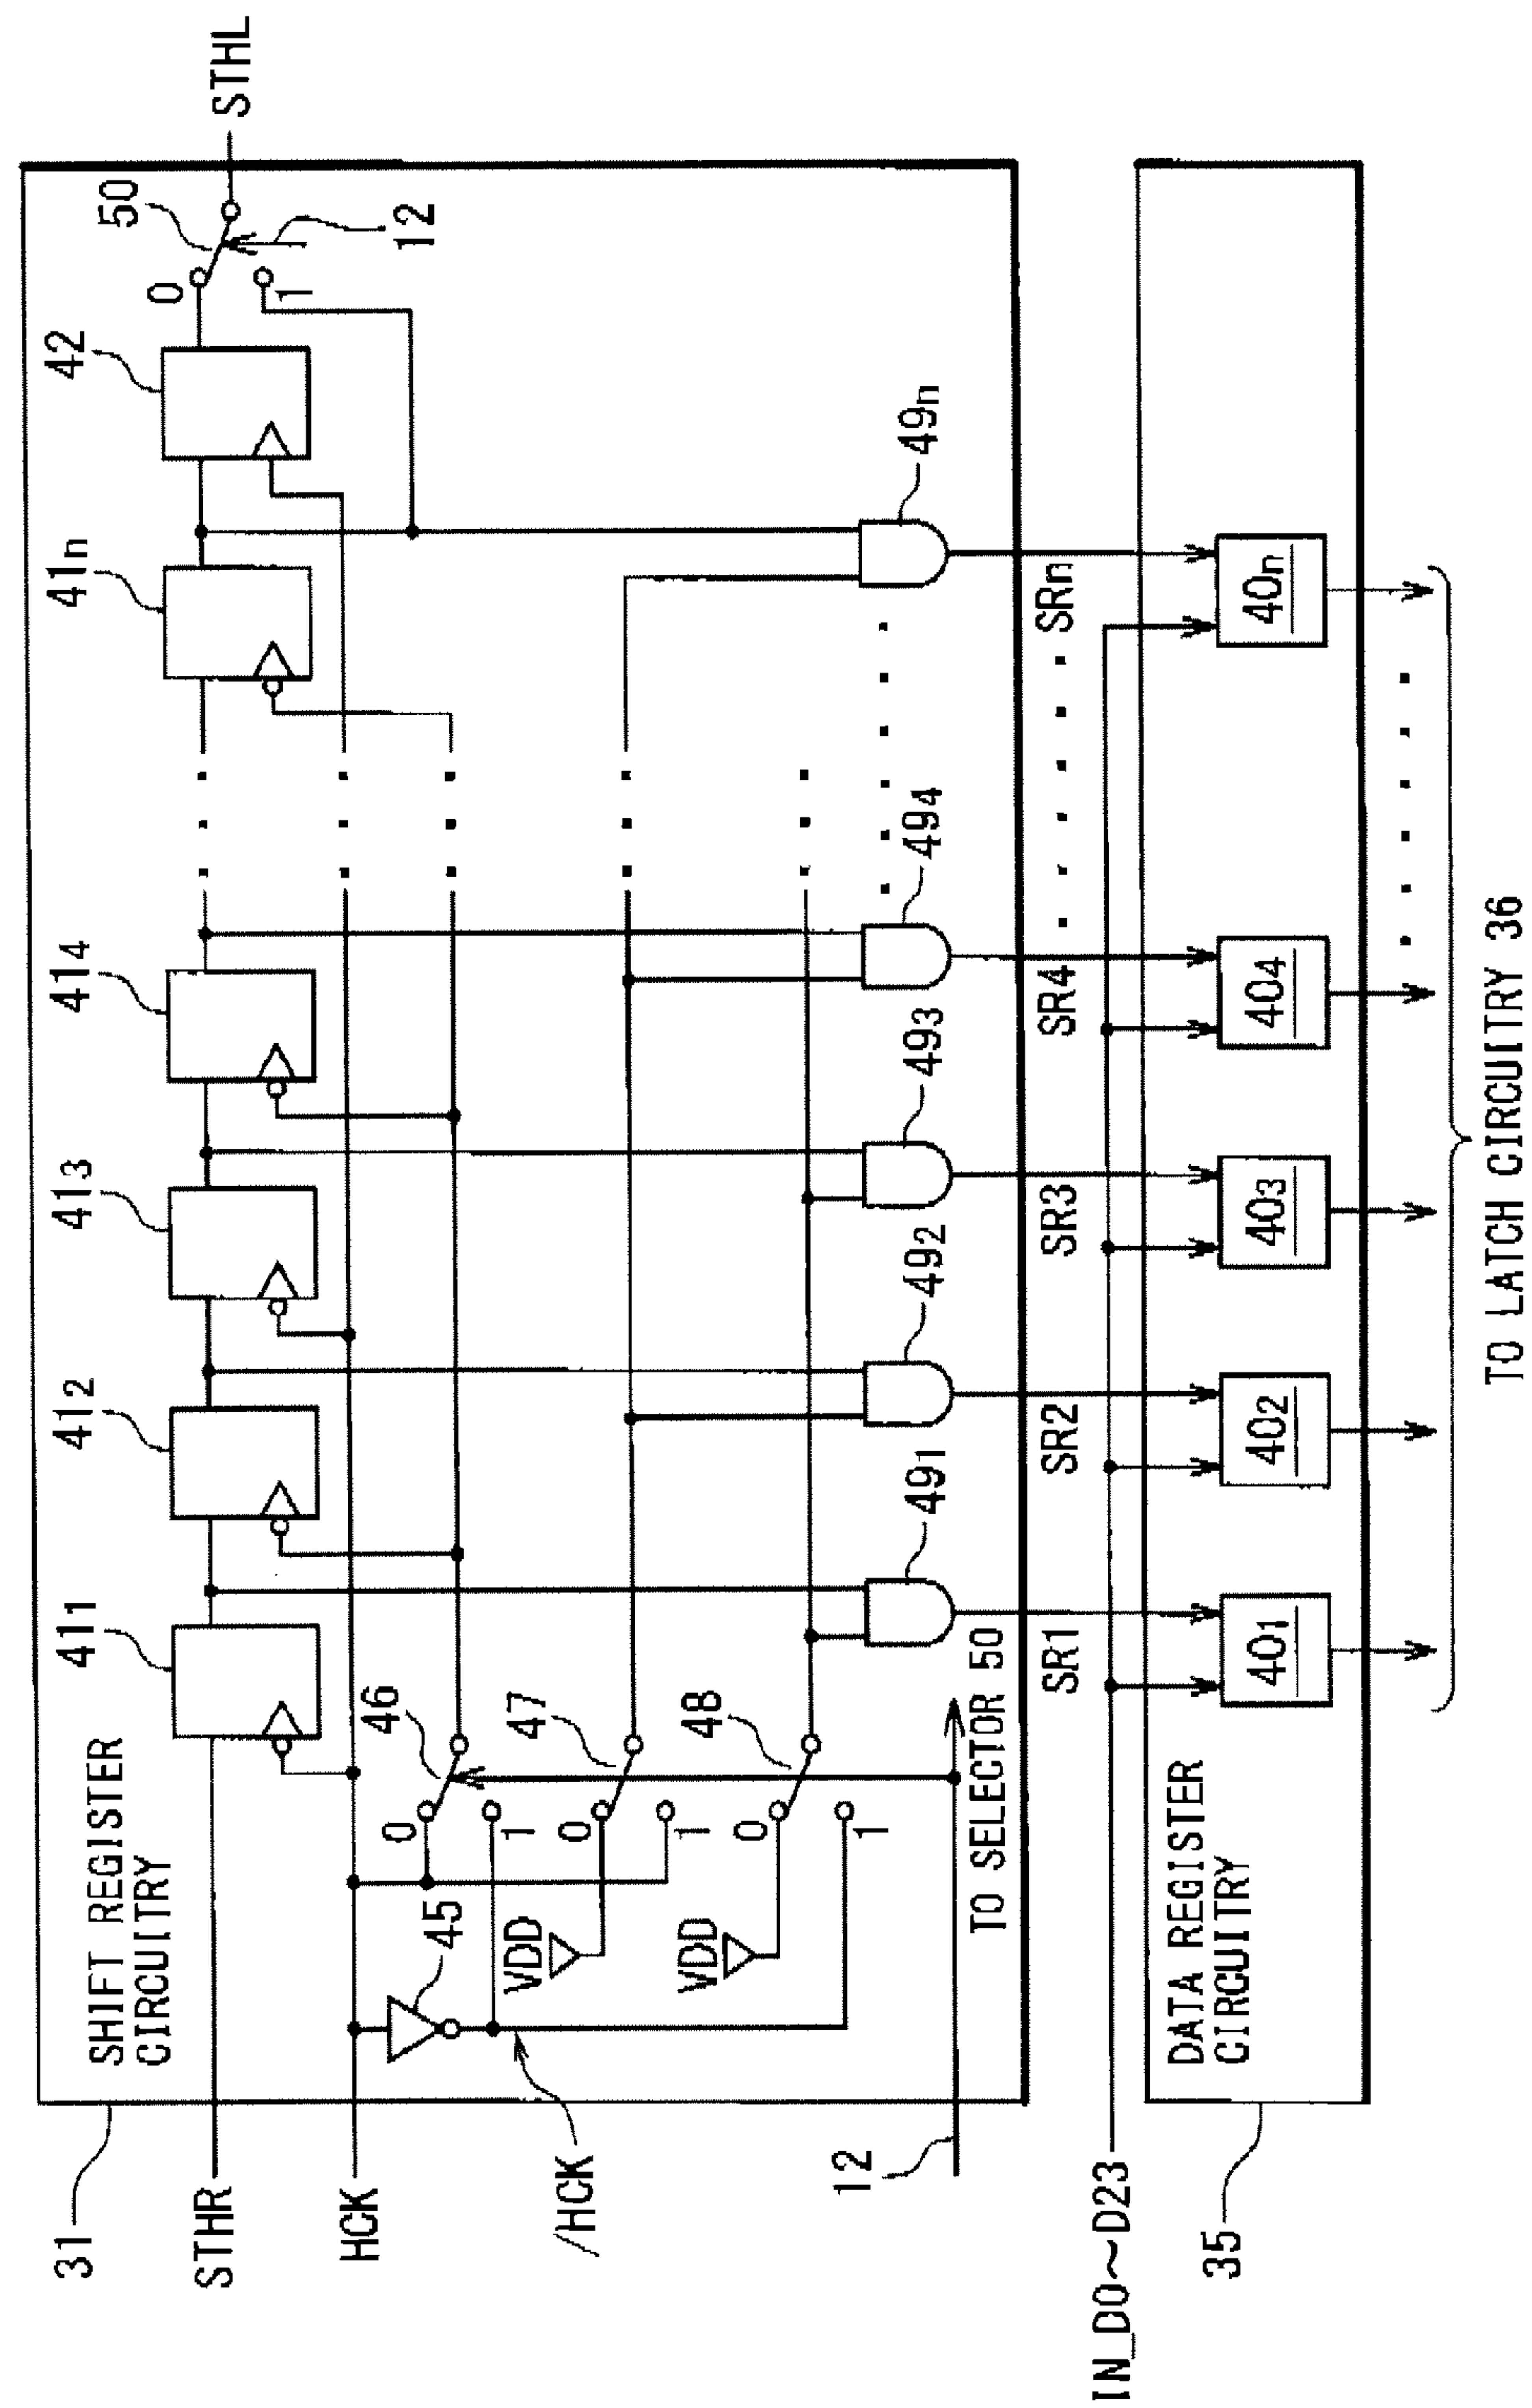 31
SHIFT REGISTER
CIRCUITRY
411
412
413
414
41n
42
50
STHR
STHL
0
1
12
HCK
/HCK
45
46
0
1
VDD
47
0
1
VDD
48
0
1
491
492
493
494
49n
12
TO SELECTOR 50
SR1
SR2
SR3
SR4
SRn
IN_D0~D23
35
DATA REGISTER
CIRCUITRY
401
402
403
404
40n
TO LATCH CIRCUITRY 36